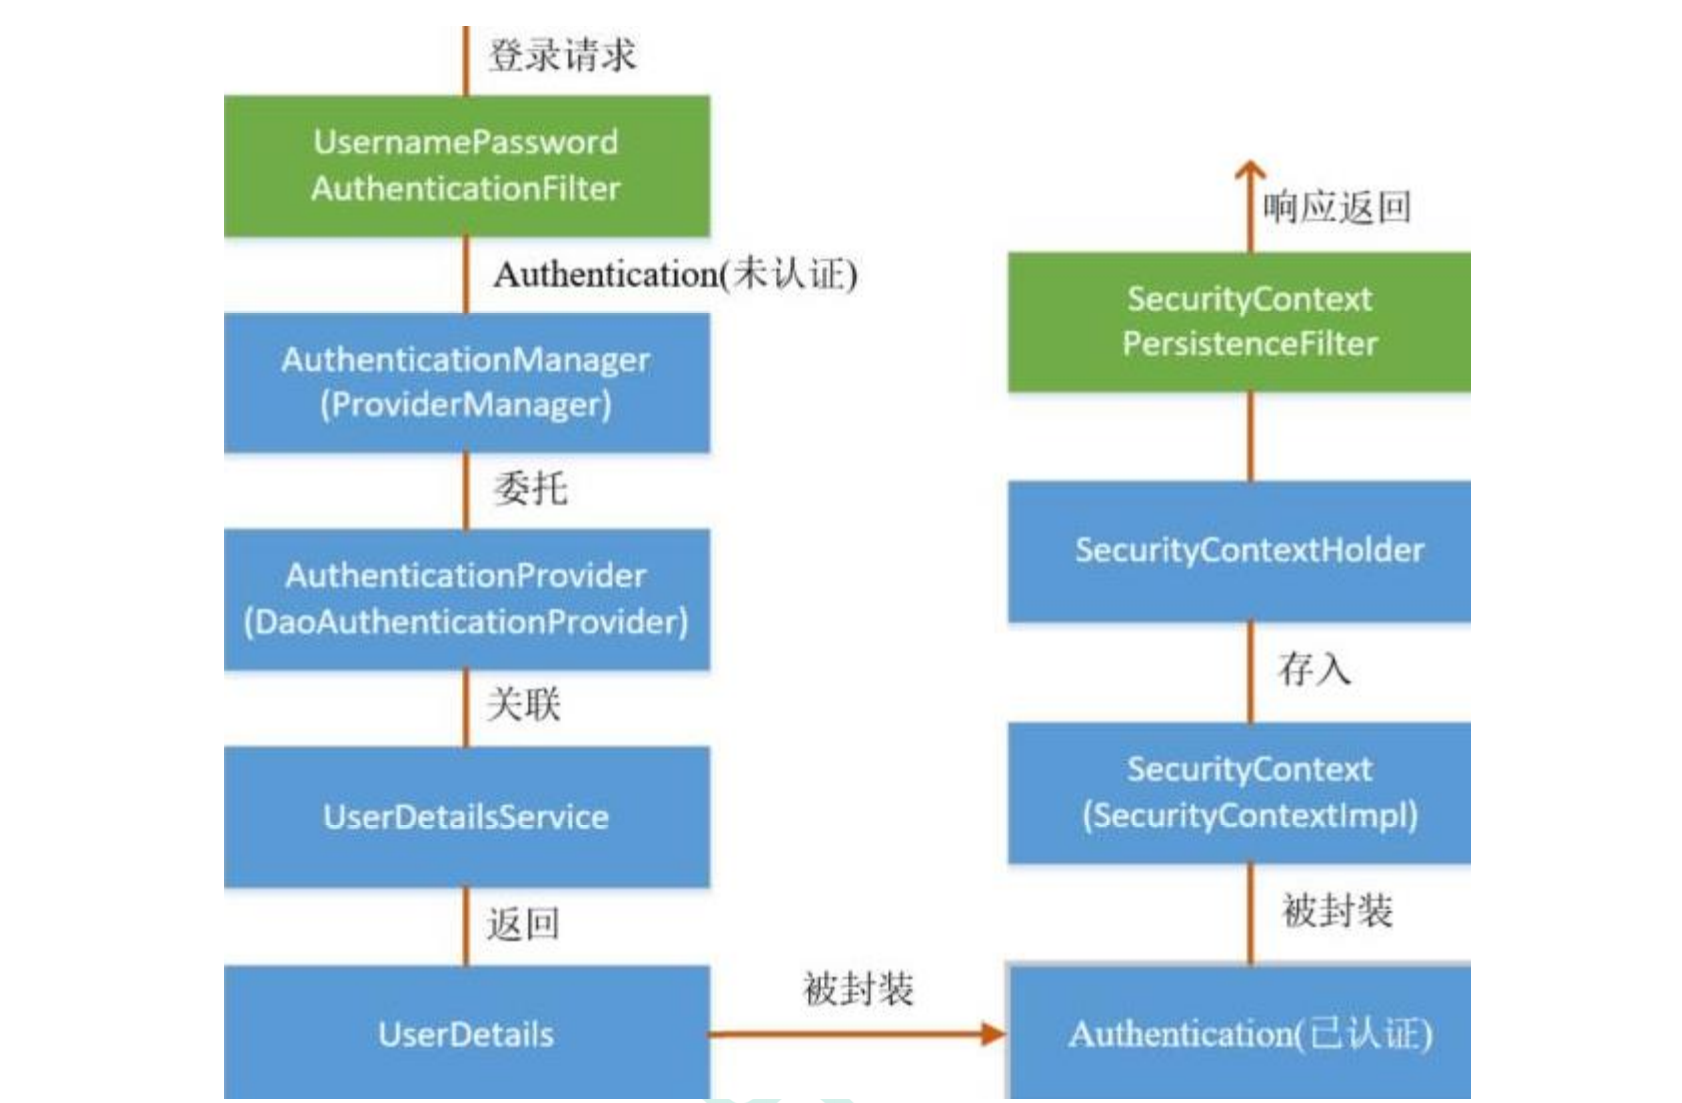 登录请求
UsernamePassword
AuthenticationFilter
Authentication(未认证)
AuthenticationManager
(ProviderManager)
委托
AuthenticationProvider
(DaoAuthenticationProvider)
关联
UserDetailsService
返回
UserDetails
被封装
Authentication(已认证)
被封装
SecurityContext
(SecurityContextImpl)
存入
SecurityContextHolder
SecurityContext
PersistenceFilter
响应返回